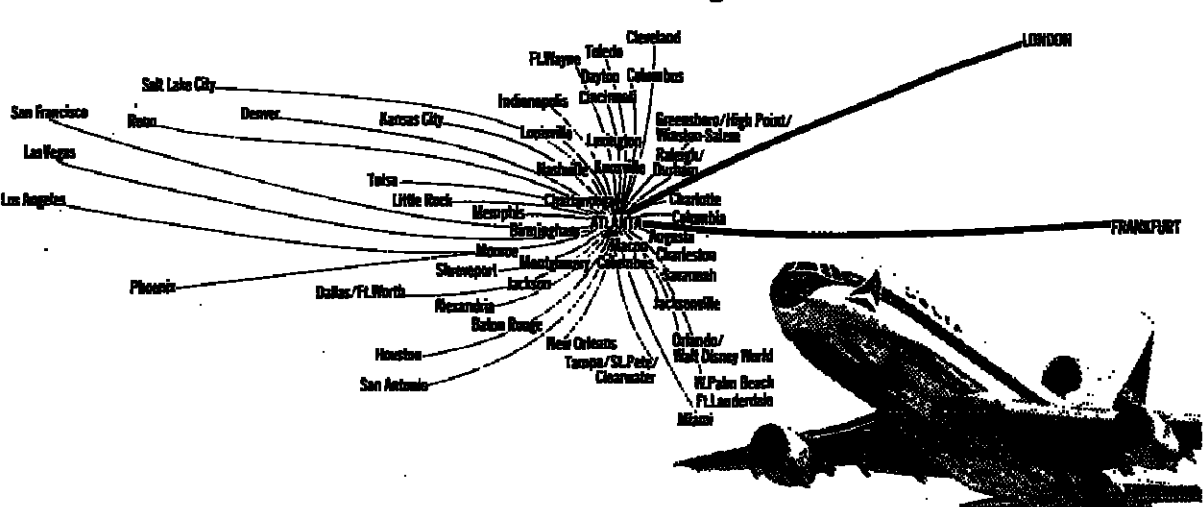 Cleveland
LONDON
Toledo
Ft.Wayne
Dayton
Columbus
Salt Lake City
Cincinnati
Indianapolis
San Francisco
Reno
Denver
Kansas City
Greensboro/High Point/
Winston-Salem
Louisville
Lexington
Las Vegas
Raleigh/
Durham
Nashville
Knoxville
Tulsa
Los Angeles
Little Rock
Chattanooga
Charlotte
Memphis
Columbia
ATLANTA
FRANKFURT
Birmingham
Augusta
Macon
Monroe
Charleston
Montgomery
Columbus
Shreveport
Savannah
Phoenix
Jackson
Dallas/Ft.Worth
Alexandria
Jacksonville
Baton Rouge
New Orleans
Orlando/
Walt Disney World
Houston
Tampa/St.Pete/
Clearwater
San Antonio
W.Palm Beach
Ft.Lauderdale
Miami